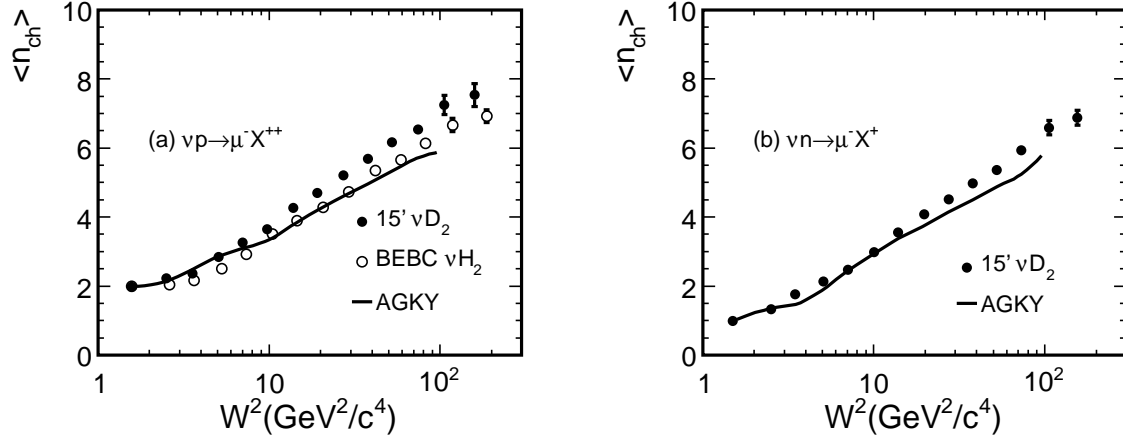 10
8
6
4
2
0
<n_ch>
(a) νp→μ⁻X⁺⁺
15' νD₂
BEBC νH₂
AGKY
1 10 10²
W²(GeV²/c⁴)
10
8
6
4
2
0
<n_ch>
(b) νn→μ⁻X⁺
15' νD₂
AGKY
1 10 10²
W²(GeV²/c⁴)